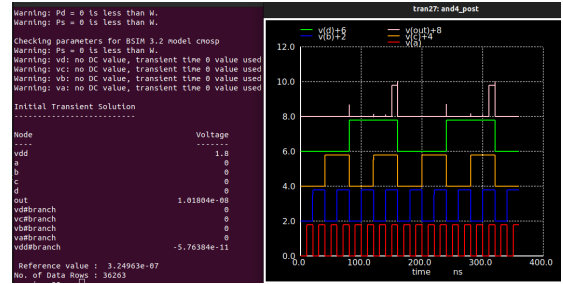 Warning: Pd = 0 is less than W.
Warning: Ps = 0 is less than W.
Checking parameters for BSIM 3.2 model cmosp
Warning: Ps = 0 is less than W.
Warning: vd: no DC value, transient time 0 value used
Warning: vc: no DC value, transient time 0 value used
Warning: vb: no DC value, transient time 0 value used
Warning: va: no DC value, transient time 0 value used
Initial Transient Solution
--------------------------
Node Voltage
---- -------
vdd 1.8
a 0
b 0
c 0
d 0
out 1.01804e-08
vd#branch 0
vc#branch 0
vb#branch 0
va#branch 0
vdd#branch -5.76384e-11
Reference value : 3.24963e-07
No. of Data Rows : 36263
tran27: and4_post
v(d)+6 v(out)+8
v(b)+2 v(c)+4
v(a)
12.0
10.0
8.0
6.0
4.0
2.0
0.0
0.0 100.0 200.0 300.0 400.0
time ns